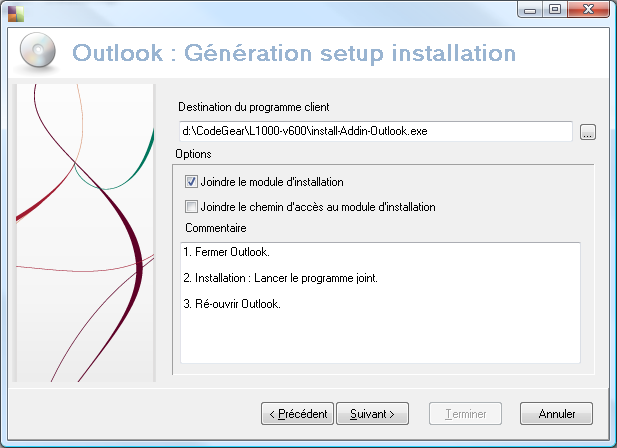 Outlook : Génération setup installation
Destination du programme client
d:\CodeGear\L1000-v600\install-Addin-Outlook.exe
...
Options
Joindre le module d'installation
Joindre le chemin d'accès au module d'installation
Commentaire
1. Fermer Outlook.
2. Installation : Lancer le programme joint.
3. Ré-ouvrir Outlook.
< Précédent Suivant > Terminer Annuler